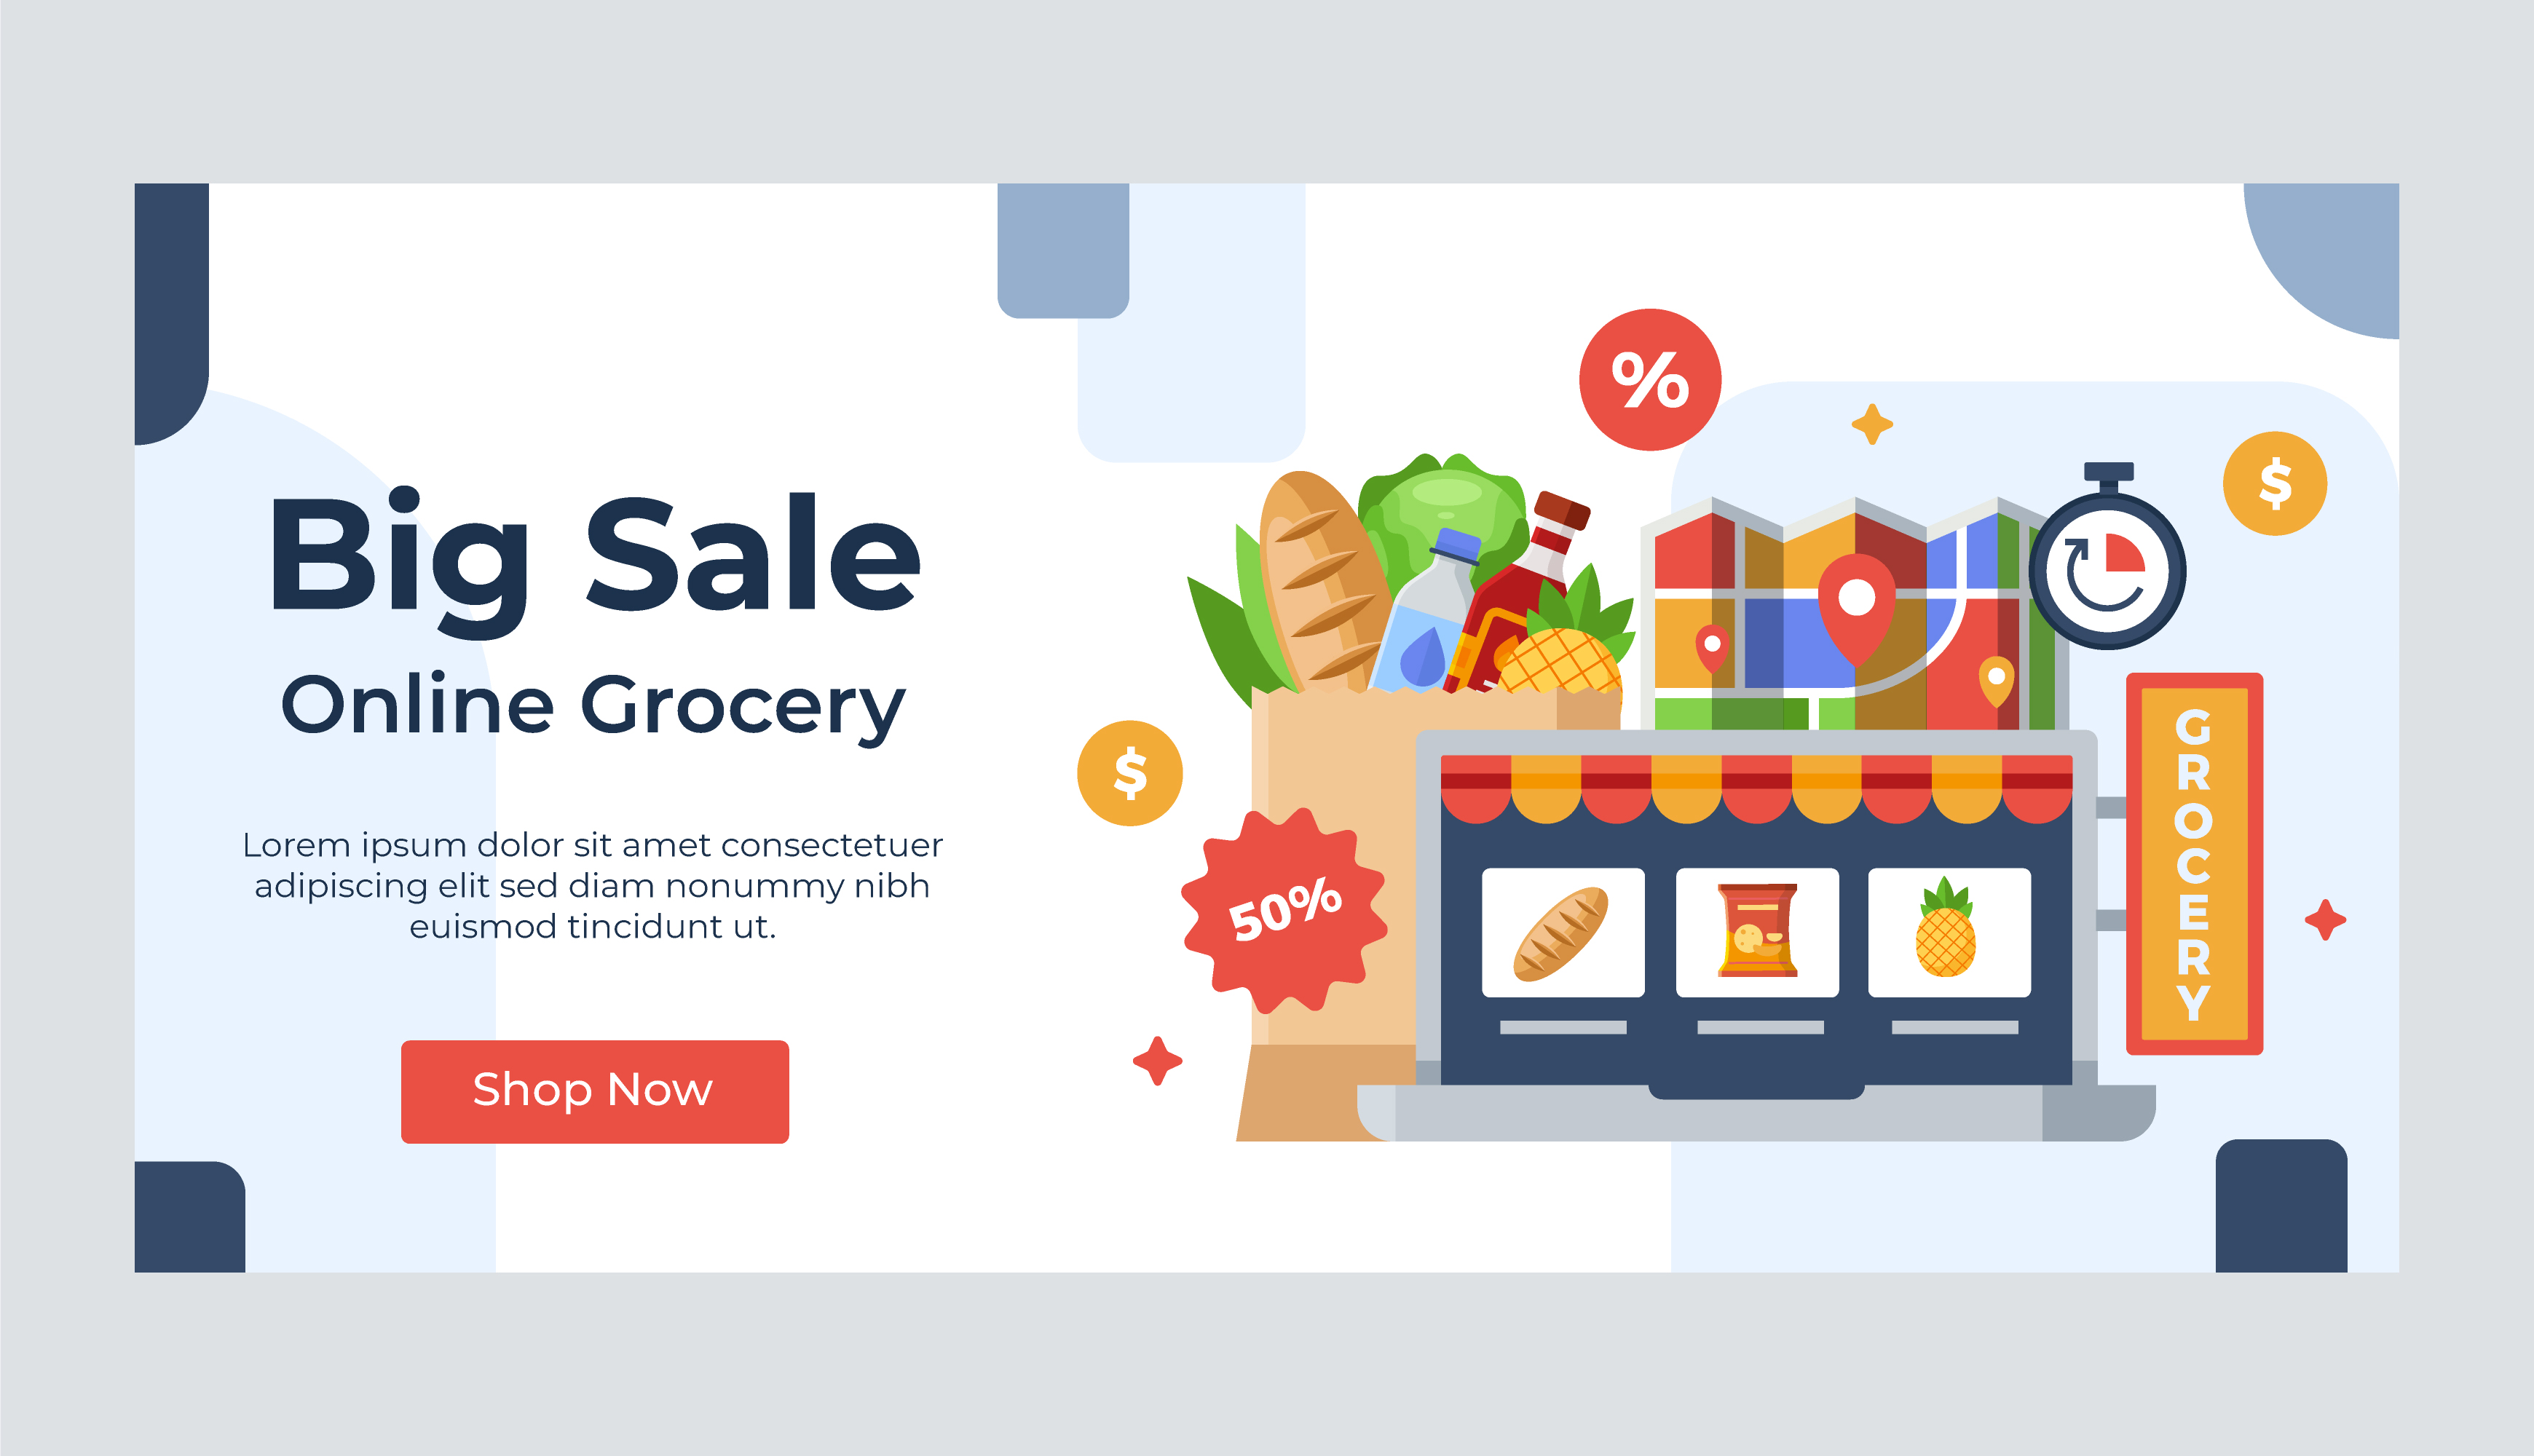 Big Sale
Online Grocery
Lorem ipsum dolor sit amet consectetuer
adipiscing elit sed diam nonummy nibh
euismod tincidunt ut.
Shop Now
%
$
$
50%
GROCERY